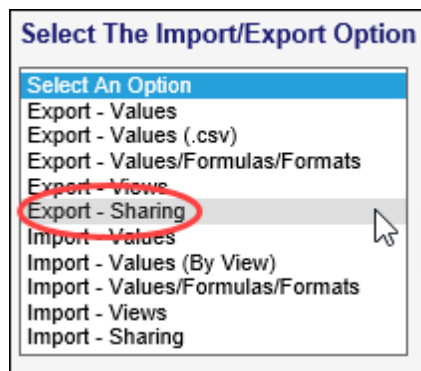 Select The Import/Export Option
Select An Option
Export - Values
Export - Values (.csv)
Export - Values/Formulas/Formats
Export - Views
Export - Sharing
Import - Values
Import - Values (By View)
Import - Values/Formulas/Formats
Import - Views
Import - Sharing